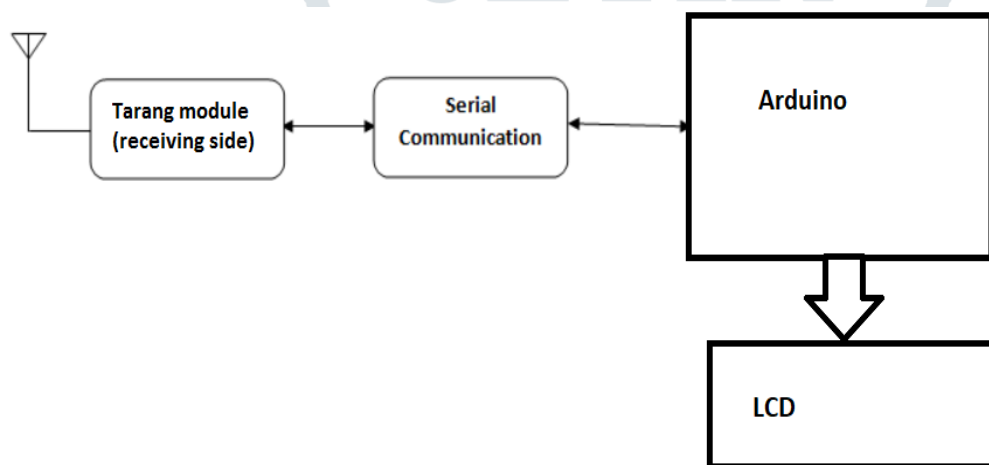 Tarang module
(receiving side)
Serial
Communication
Arduino
LCD